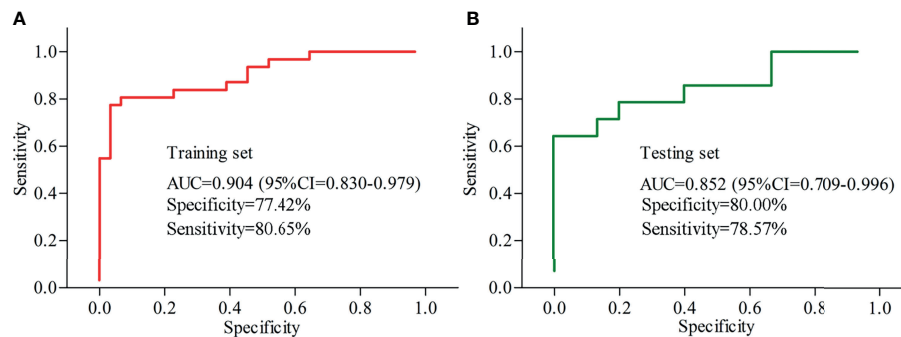 A
1.0
0.8
0.6
0.4
0.2
0.0
Sensitivity
Training set
AUC=0.904 (95%CI=0.830-0.979)
Specificity=77.42%
Sensitivity=80.65%
0.0 0.2 0.4 0.6 0.8 1.0
Specificity
B
1.0
0.8
0.6
0.4
0.2
0.0
Sensitivity
Testing set
AUC=0.852 (95%CI=0.709-0.996)
Specificity=80.00%
Sensitivity=78.57%
0.0 0.2 0.4 0.6 0.8 1.0
Specificity